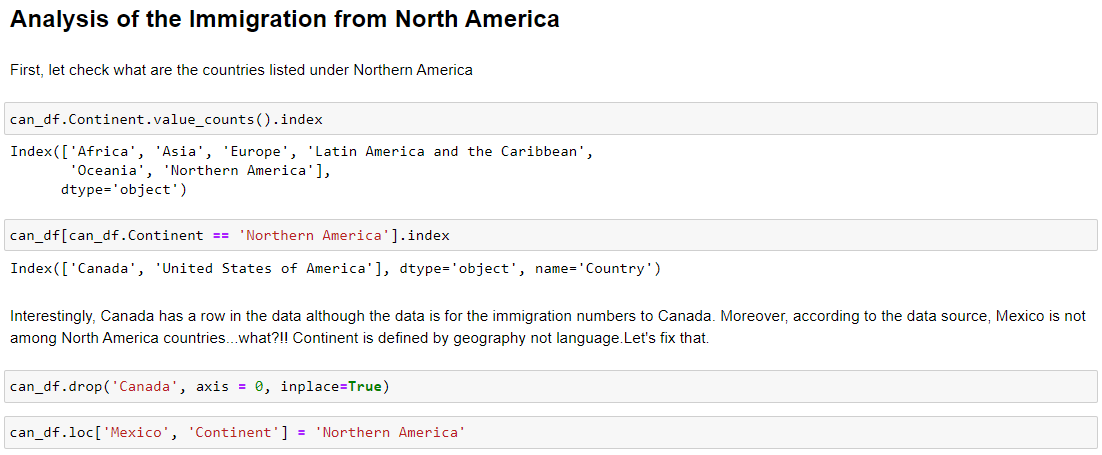 Analysis of the Immigration from North America
First, let check what are the countries listed under Northern America
can_df.Continent.value_counts().index
Index(['Africa', 'Asia', 'Europe', 'Latin America and the Caribbean',
       'Oceania', 'Northern America'],
      dtype='object')
can_df[can_df.Continent == 'Northern America'].index
Index(['Canada', 'United States of America'], dtype='object', name='Country')
Interestingly, Canada has a row in the data although the data is for the immigration numbers to Canada. Moreover, according to the data source, Mexico is not
among North America countries...what?!! Continent is defined by geography not language.Let's fix that.
can_df.drop('Canada', axis = 0, inplace=True)
can_df.loc['Mexico', 'Continent'] = 'Northern America'